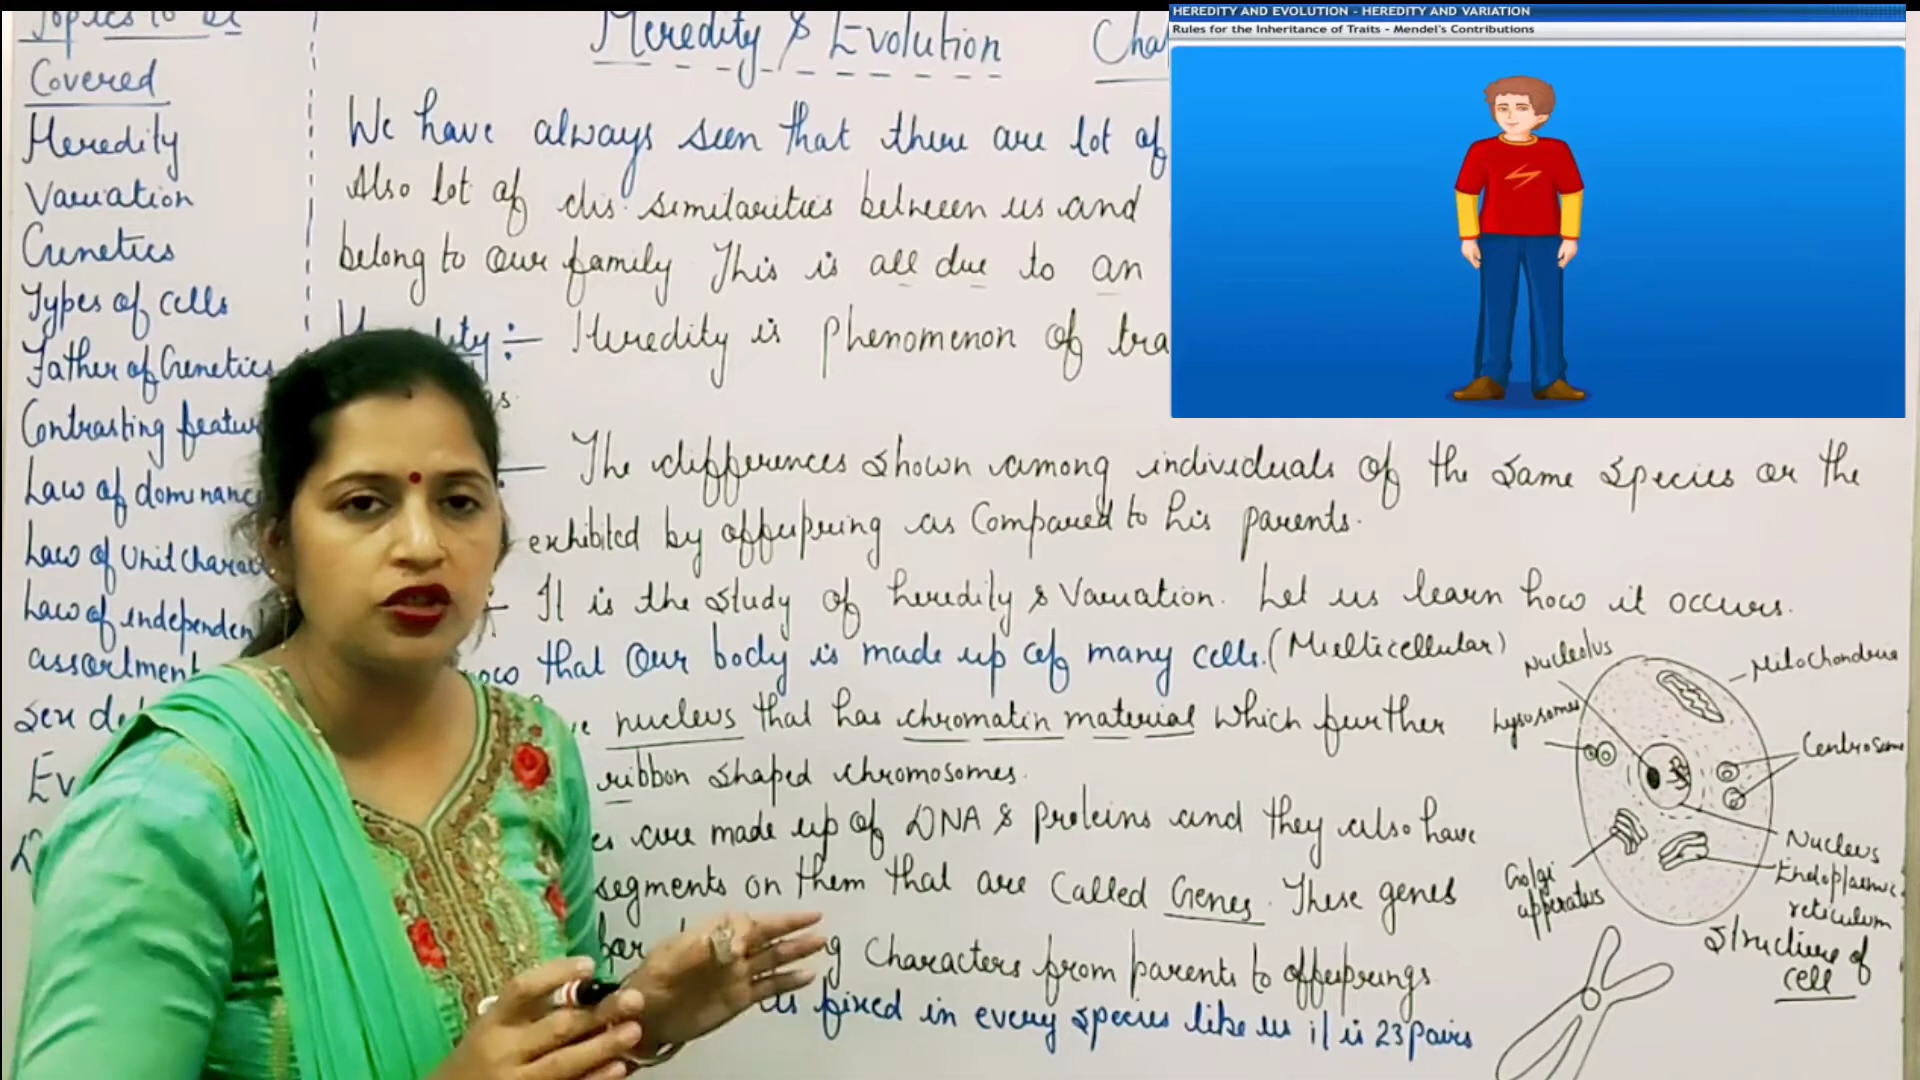 HEREDITY AND EVOLUTION - HEREDITY AND VARIATION
Rules for the Inheritance of Traits - Mendel's Contributions
Topics to be
Covered
Heredity
Variation
Genetics
Types of cells
Father of Genetics
Contrasting featur
Law of dominanc
Law of Unit Charac
Law of independen
assortment
Sex de
Ev
Heredity & Evolution Cha
We have always seen that there are lot of
Also lot of dis similarities between us and
belong to our family This is all due to an
Heredity is phenomenon of tra
The differences shown among individuals of the same species or the
exhibited by offspring as Compared to his parents.
It is the study of heredity & Variation. Let us learn how it occurs.
that Our body is made up of many cells. (Multicellular)
nucleus that has chromatin material which further
ribbon shaped chromosomes.
are made up of DNA & proteins and they also have
segments on them that are Called Genes. These genes
Characters from parents to offsprings
is fixed in every species like us it is 23 pairs
Nucleolus
Mitochondria
Lysosomes
Centrosome
Nucleus
Golgi
apparatus
Endoplasmic
reticulum
Structure of
cell